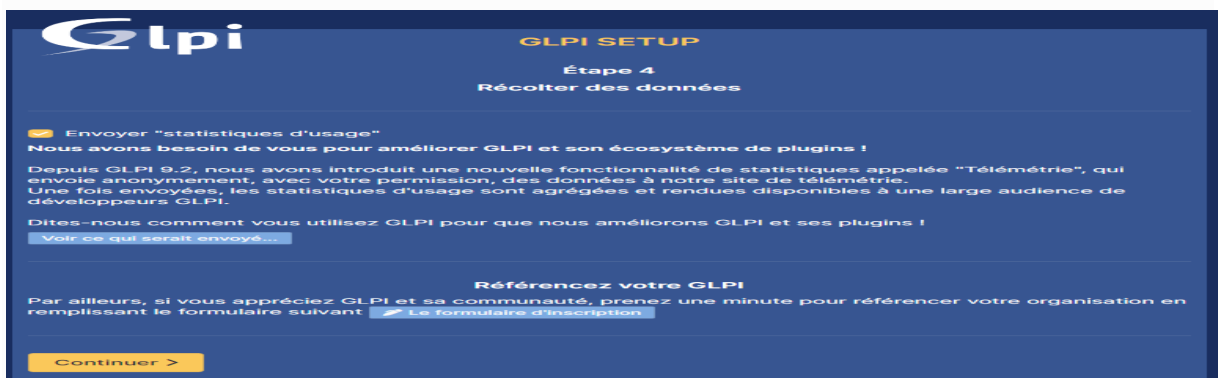 Glpi
GLPI SETUP
Étape 4
Récolter des données
Envoyer "statistiques d'usage"
Nous avons besoin de vous pour améliorer GLPI et son écosystème de plugins !
Depuis GLPI 9.2, nous avons introduit une nouvelle fonctionnalité de statistiques appelée "Télémétrie", qui
envoie anonymement, avec votre permission, des données à notre site de télémétrie.
Une fois envoyées, les statistique d'usage sont agrégées et rendues disponibles à une large audience de
développeurs GLPI.
Dites-nous comment vous utilisez GLPI pour que nous améliorons GLPI et ses plugins !
Voir ce qui serait envoyé...
Référencez votre GLPI
Par ailleurs, si vous appréciez GLPI et sa communauté, prenez une minute pour référencer votre organisation en
remplissant le formulaire suivant Le formulaire d'inscription
Continuer >